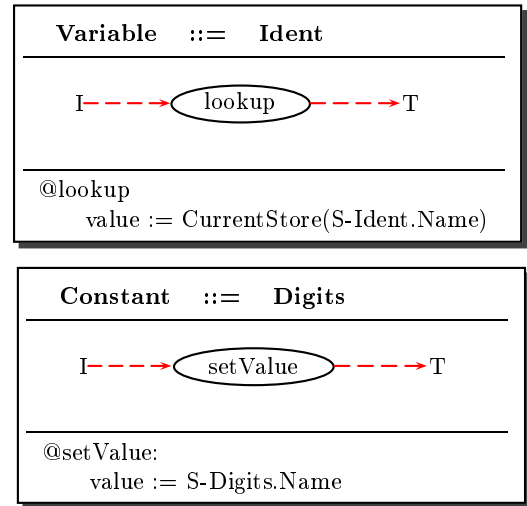 Variable ::= Ident
I lookup T
@lookup
value := CurrentStore(S-Ident.Name)
Constant ::= Digits
I setValue T
@setValue:
value := S-Digits.Name